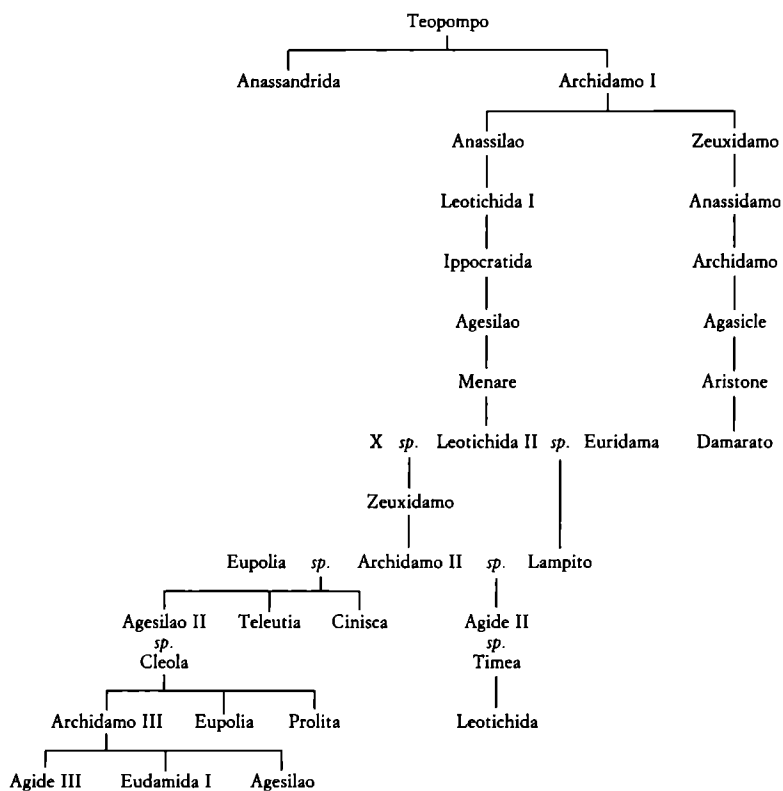 Teopompo
Anassandrida Archidamo I
Anassilao Zeuxidamo
Leotichida I Anassidamo
Ippocratida Archidamo
Agesilao Agasicle
Menare Aristone
X sp. Leotichida II sp. Euridama Damarato
Zeuxidamo
Eupolia sp. Archidamo II sp. Lampito
Agesilao II Teleutia Cinisca Agide II
sp. sp.
Cleola Timea
Archidamo III Eupolia Prolita Leotichida
Agide III Eudamida I Agesilao